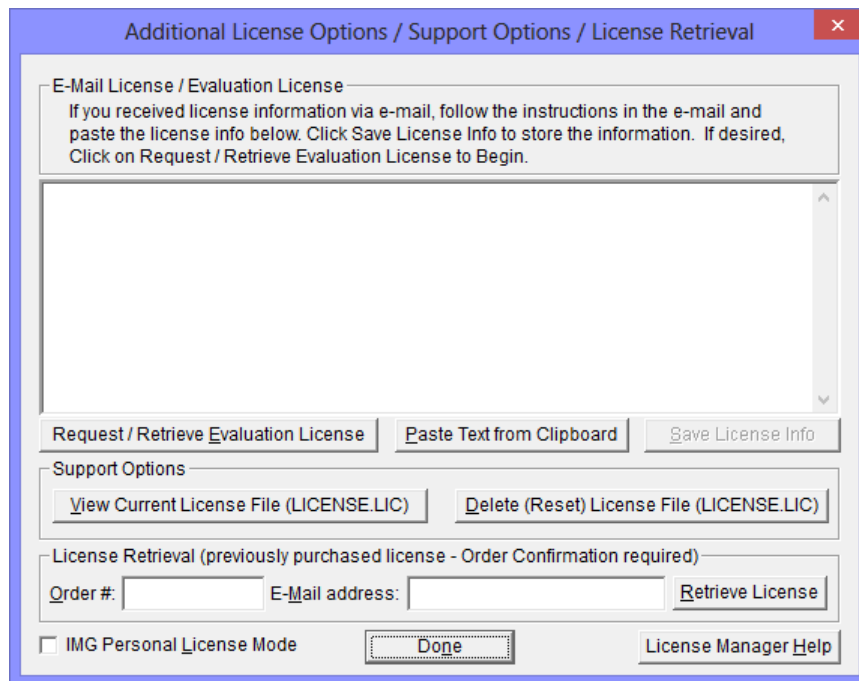 Additional License Options / Support Options / License Retrieval
E-Mail License / Evaluation License
If you received license information via e-mail, follow the instructions in the e-mail and
paste the license info below. Click Save License Info to store the information.  If desired,
Click on Request / Retrieve Evaluation License to Begin.
Request / Retrieve Evaluation License Paste Text from Clipboard Save License Info
Support Options
View Current License File (LICENSE.LIC) Delete (Reset) License File (LICENSE.LIC)
License Retrieval (previously purchased license - Order Confirmation required)
Order #: E-Mail address: Retrieve License
IMG Personal License Mode Done License Manager Help